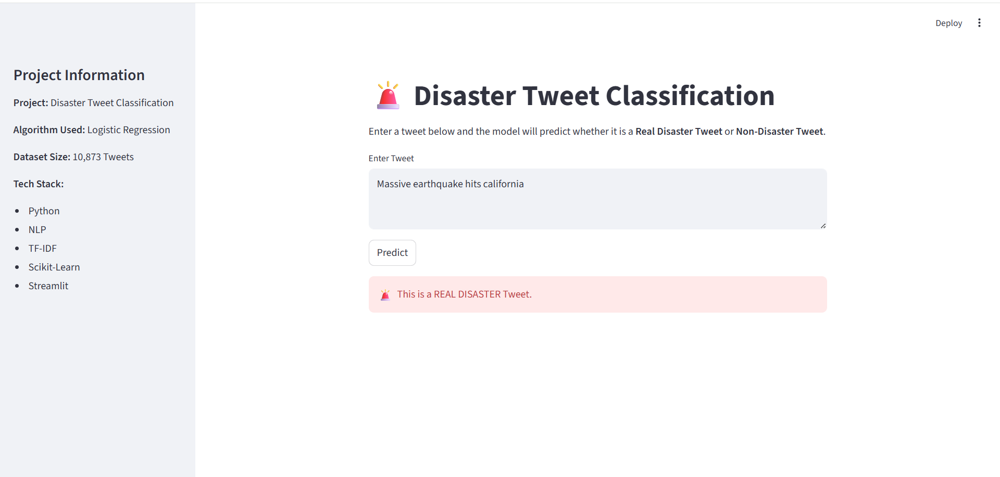 Deploy
Project Information
Project: Disaster Tweet Classification
Algorithm Used: Logistic Regression
Dataset Size: 10,873 Tweets
Tech Stack:
Python
NLP
TF-IDF
Scikit-Learn
Streamlit
Disaster Tweet Classification
Enter a tweet below and the model will predict whether it is a Real Disaster Tweet or Non-Disaster Tweet.
Enter Tweet
Massive earthquake hits california
Predict
This is a REAL DISASTER Tweet.